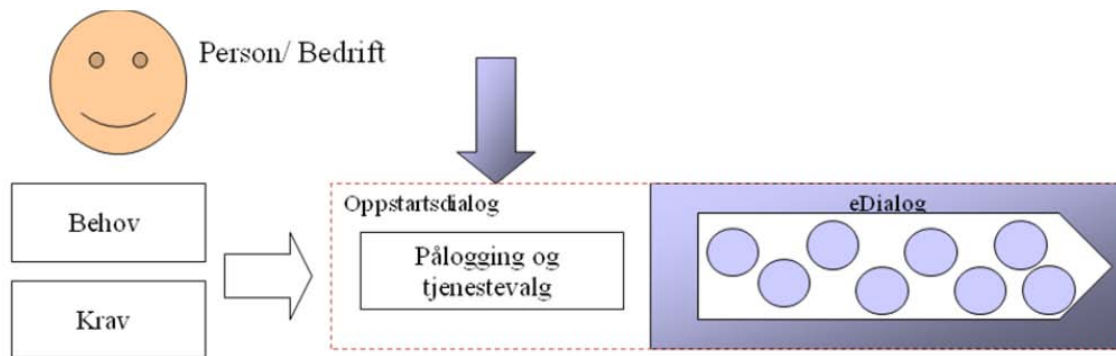 Person/ Bedrift
Behov
Krav
Oppstartsdialog
Pålogging og
tjenestevalg
eDialog